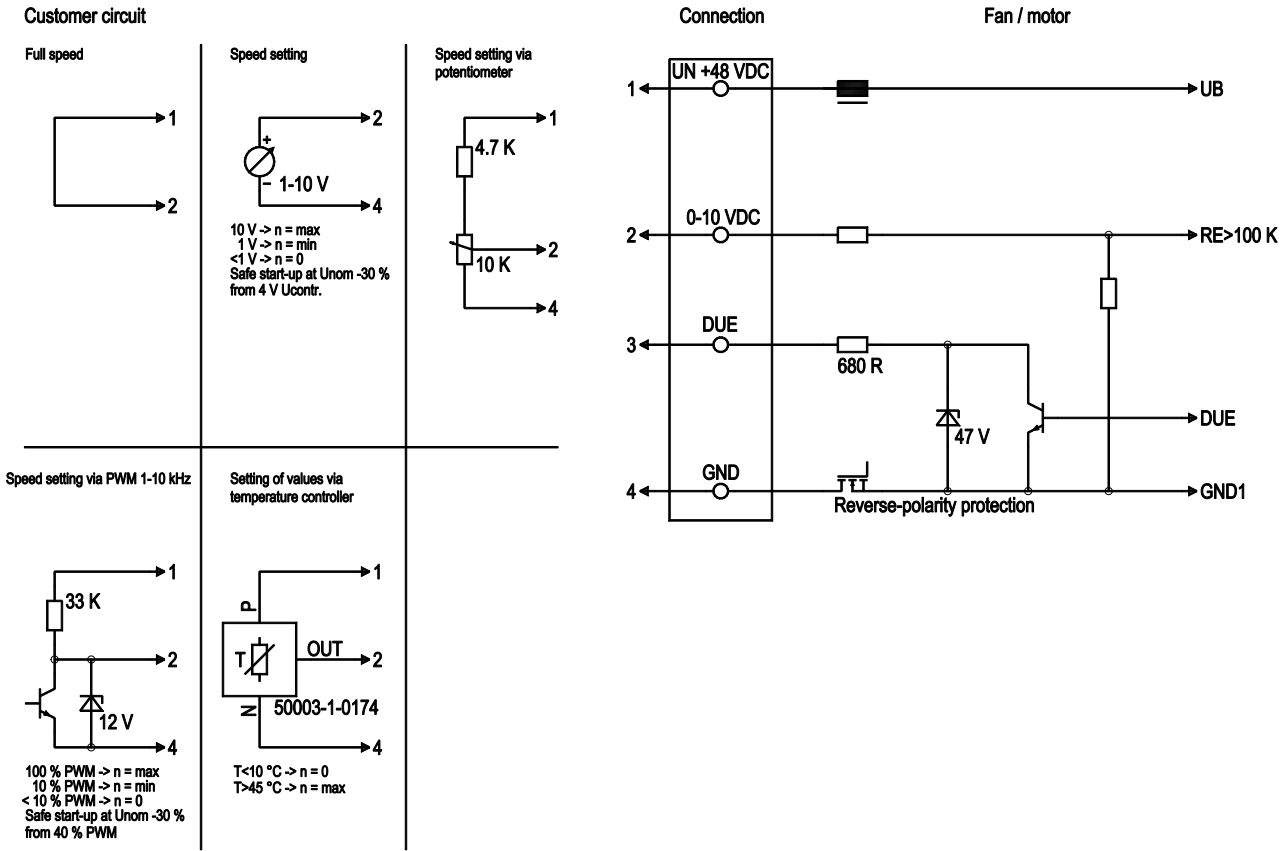 Customer circuit
Full speed
1
2
Speed setting
2
+
–
1-10 V
4
10 V -> n = max
1 V -> n = min
<1 V -> n = 0
Safe start-up at Unom -30 %
from 4 V Ucontr.
Speed setting via
potentiometer
1
4.7 K
2
10 K
4
Speed setting via PWM 1-10 kHz
1
33 K
2
12 V
4
100 % PWM -> n = max
10 % PWM -> n = min
< 10 % PWM -> n = 0
Safe start-up at Unom -30 %
from 40 % PWM
Setting of values via
temperature controller
1
P
T
OUT
2
N
50003-1-0174
4
T<10 °C -> n = 0
T>45 °C -> n = max
Connection
Fan / motor
UN +48 VDC
1
UB
0-10 VDC
2
RE>100 K
DUE
3
680 R
47 V
DUE
GND
4
GND1
Reverse-polarity protection